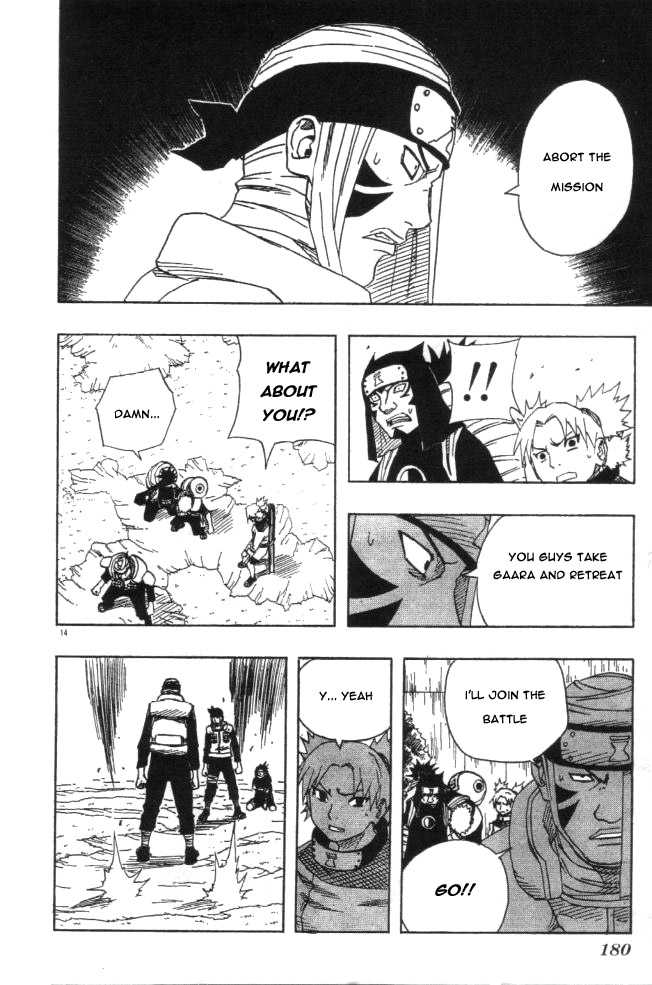 ABORT THE
MISSION
!!
YOU GUYS TAKE
GAARA AND RETREAT
WHAT
ABOUT
YOU!?
DAMN...
14
I'LL JOIN THE
BATTLE
GO!!
Y... YEAH
180